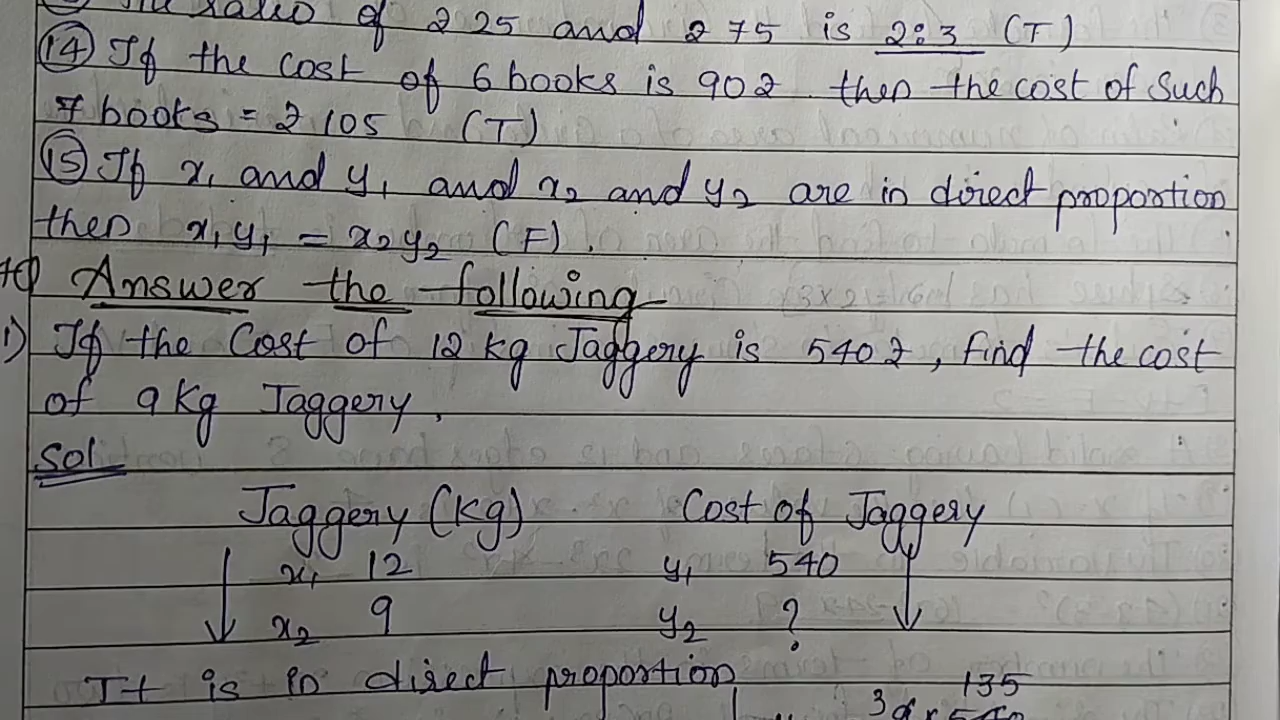 ratio of ₹25 and ₹75 is 2:3 (T)
⑭ If the cost of 6 books is 90₹ then the cost of such
7 books = ₹105 (T)
⑮ If x₁ and y₁ and x₂ and y₂ are in direct proportion
then x₁y₁ = x₂y₂ (F).
Answer the following
1) If the cost of 12 kg Jaggery is 540₹, find the cost
of 9 kg Jaggery.
Sol
Jaggery (kg) Cost of Jaggery
x₁ 12 y₁ 540
x₂ 9 y₂ ?
It is in direct proportion
135